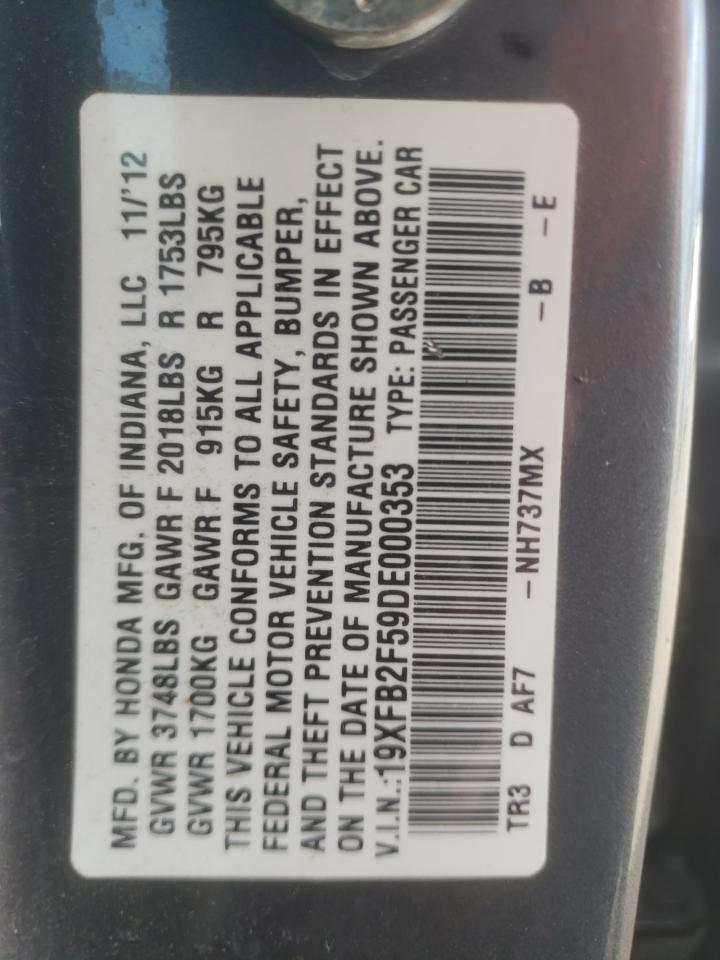 MFD. BY HONDA MFG. OF INDIANA, LLC 11/'12
GVWR 3748LBS GAWR F 2018LBS R 1753LBS
GVWR 1700KG GAWR F 915KG R 795KG
THIS VEHICLE CONFORMS TO ALL APPLICABLE
FEDERAL MOTOR VEHICLE SAFETY, BUMPER,
AND THEFT PREVENTION STANDARDS IN EFFECT
ON THE DATE OF MANUFACTURE SHOWN ABOVE.
V.I.N.:19XFB2F59DE000353 TYPE: PASSENGER CAR
TR3 D AF7 -NH737MX -B -E